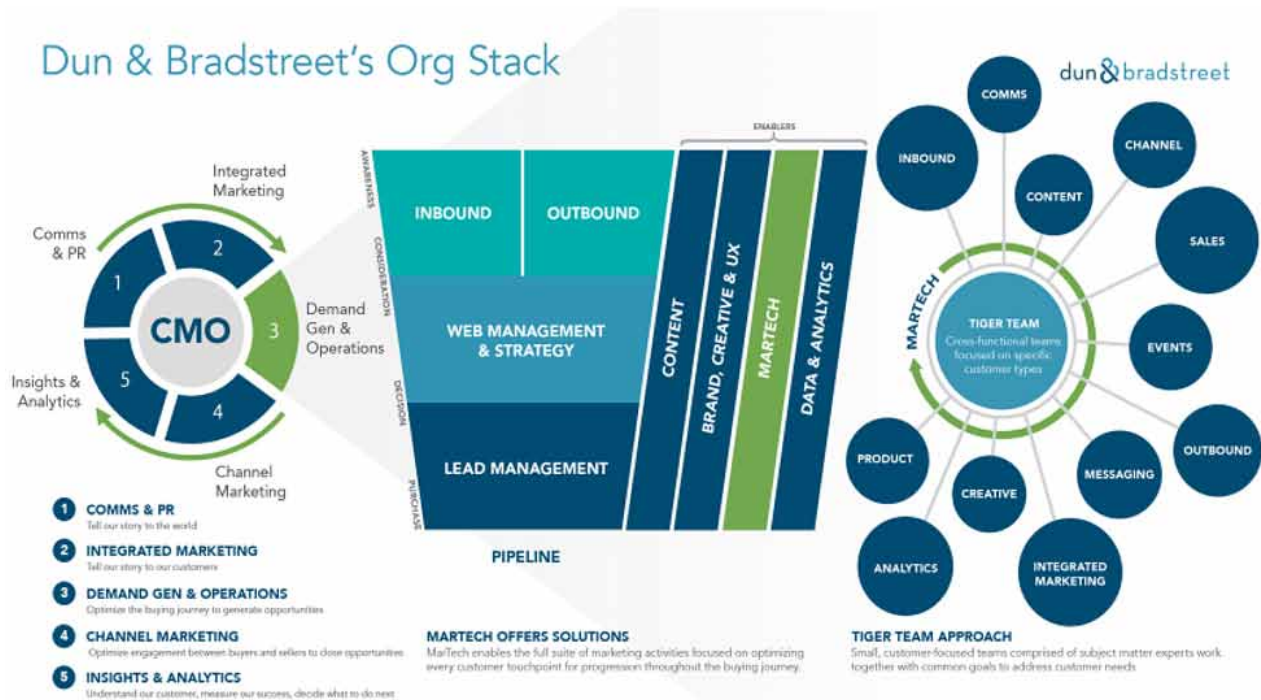 Dun & Bradstreet's Org Stack
dun&bradstreet
Integrated
Marketing
Comms
& PR
1
2
CMO
3
Demand
Gen &
Operations
5
4
Insights &
Analytics
Channel
Marketing
1 COMMS & PR
Tell our story to the world
2 INTEGRATED MARKETING
Tell our story to our customers
3 DEMAND GEN & OPERATIONS
Optimize the buying journey to generate opportunities
4 CHANNEL MARKETING
Optimize engagement between buyers and sellers to close opportunities
5 INSIGHTS & ANALYTICS
Understand our customer, measure our success, decide what to do next
ENABLERS
AWARENESS
CONSIDERATION
DECISION
PURCHASE
INBOUND
OUTBOUND
WEB MANAGEMENT
& STRATEGY
LEAD MANAGEMENT
CONTENT
BRAND, CREATIVE & UX
MARTECH
DATA & ANALYTICS
PIPELINE
MARTECH OFFERS SOLUTIONS
MarTech enables the full suite of marketing activities focused on optimizing
every customer touchpoint for progression throughout the buying journey.
COMMS
INBOUND
CHANNEL
CONTENT
SALES
MARTECH
TIGER TEAM
Cross-functional teams
focused on specific
customer types
EVENTS
OUTBOUND
PRODUCT
MESSAGING
CREATIVE
ANALYTICS
INTEGRATED
MARKETING
TIGER TEAM APPROACH
Small, customer-focused teams comprised of subject matter experts work
together with common goals to address customer needs